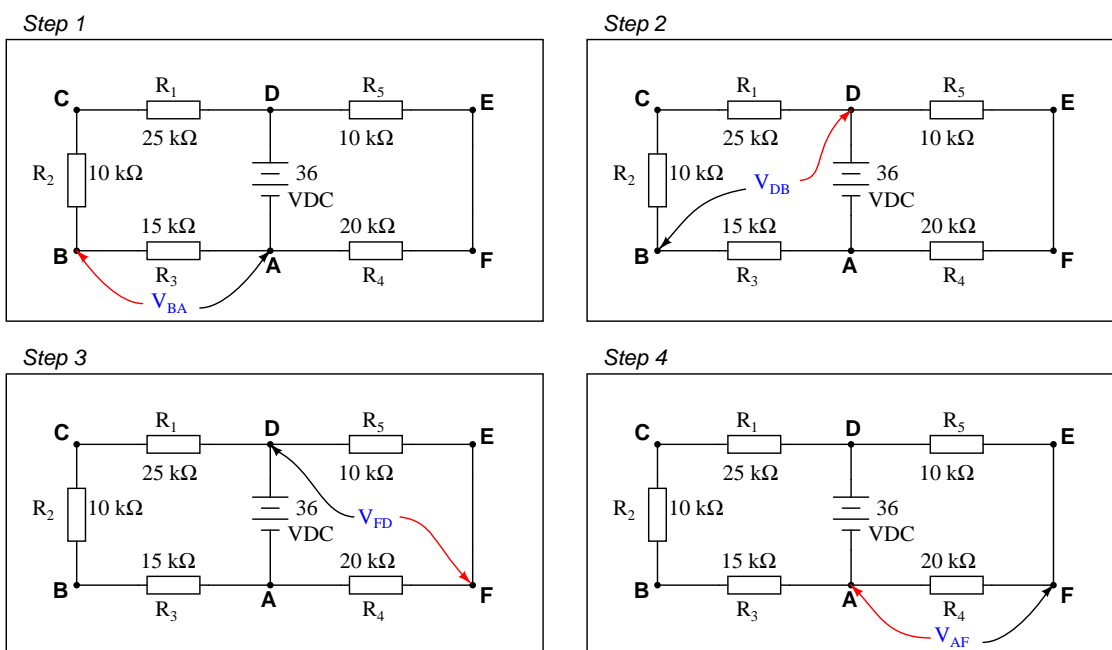 Step 1
R₁
C D E
R₅
25 kΩ 10 kΩ
R₂ 10 kΩ 36
VDC
15 kΩ 20 kΩ
B A F
R₃ R₄
V_BA
Step 2
R₁
C D E
R₅
25 kΩ 10 kΩ
R₂ 10 kΩ V_DB 36
VDC
15 kΩ 20 kΩ
B A F
R₃ R₄
Step 3
R₁
C D E
R₅
25 kΩ 10 kΩ
R₂ 10 kΩ 36 V_FD
VDC
15 kΩ 20 kΩ
B A F
R₃ R₄
Step 4
R₁
C D E
R₅
25 kΩ 10 kΩ
R₂ 10 kΩ 36
VDC
15 kΩ 20 kΩ
B A F
R₃ R₄
V_AF